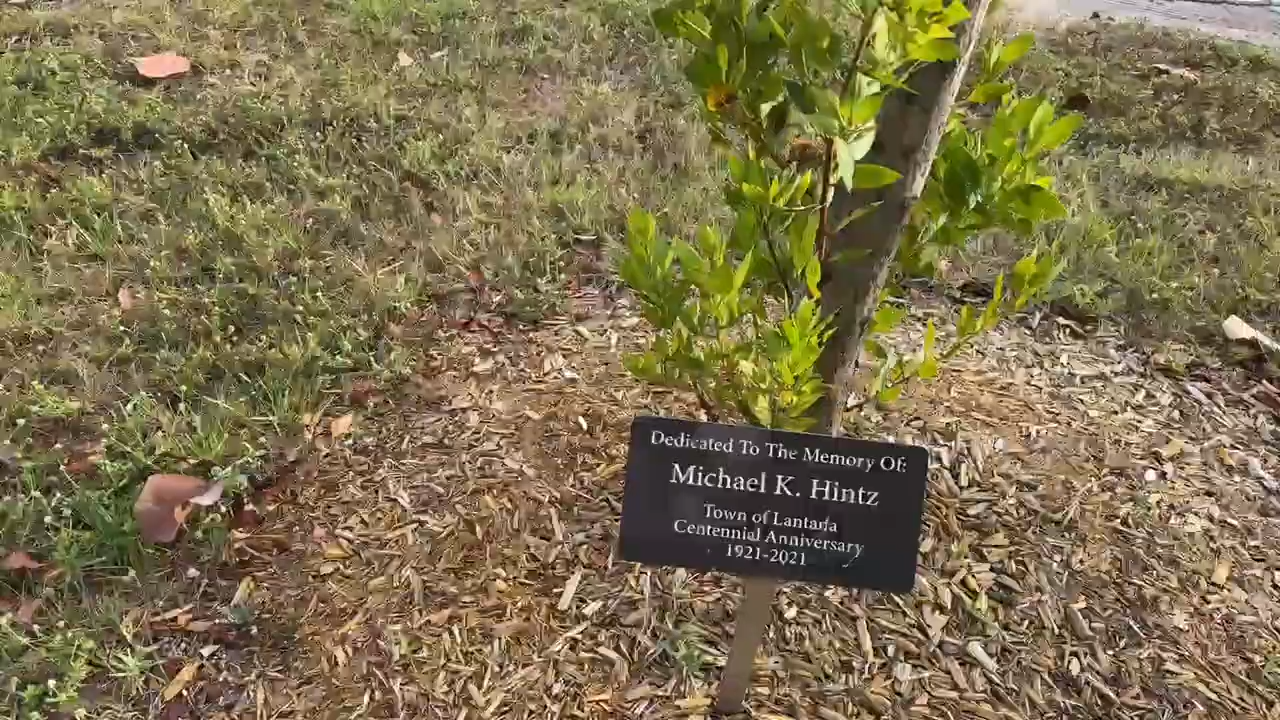 Dedicated To The Memory Of:
Michael K. Hintz
Town of Lantana
Centennial Anniversary
1921-2021